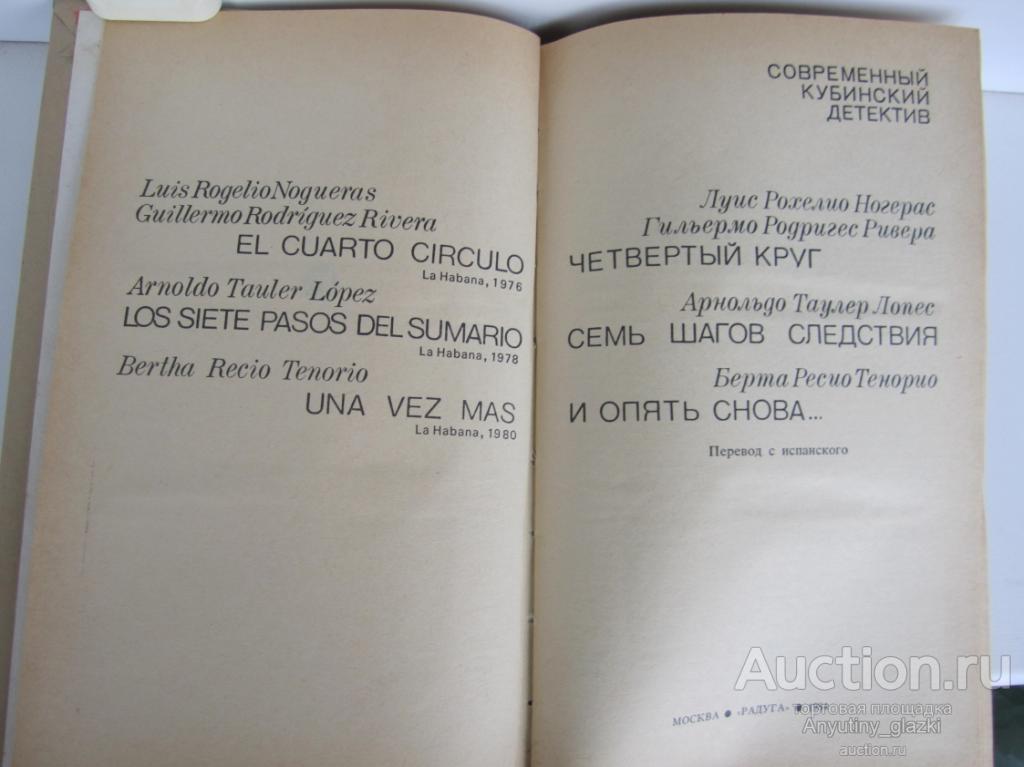 Luis Rogelio Nogueras
Guillermo Rodríguez Rivera
EL CUARTO CIRCULO
La Habana, 1976
Arnoldo Tauler López
LOS SIETE PASOS DEL SUMARIO
La Habana, 1978
Bertha Recio Tenorio
UNA VEZ MAS
La Habana, 1980
СОВРЕМЕННЫЙ
КУБИНСКИЙ
ДЕТЕКТИВ
Луис Рохелио Ногерас
Гильермо Родригес Ривера
ЧЕТВЕРТЫЙ КРУГ
Арнольдо Таулер Лопес
СЕМЬ ШАГОВ СЛЕДСТВИЯ
Берта Ресио Тенорио
И ОПЯТЬ СНОВА...
Перевод с испанского
МОСКВА ● «РАДУГА» ●
Auction.ru
торговая площадка
Anyutiny_glazki
auction.ru